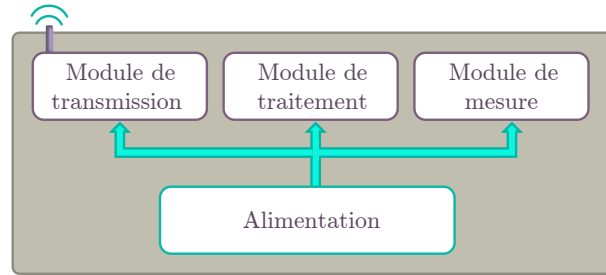 Module de
transmission
Module de
traitement
Module de
mesure
Alimentation